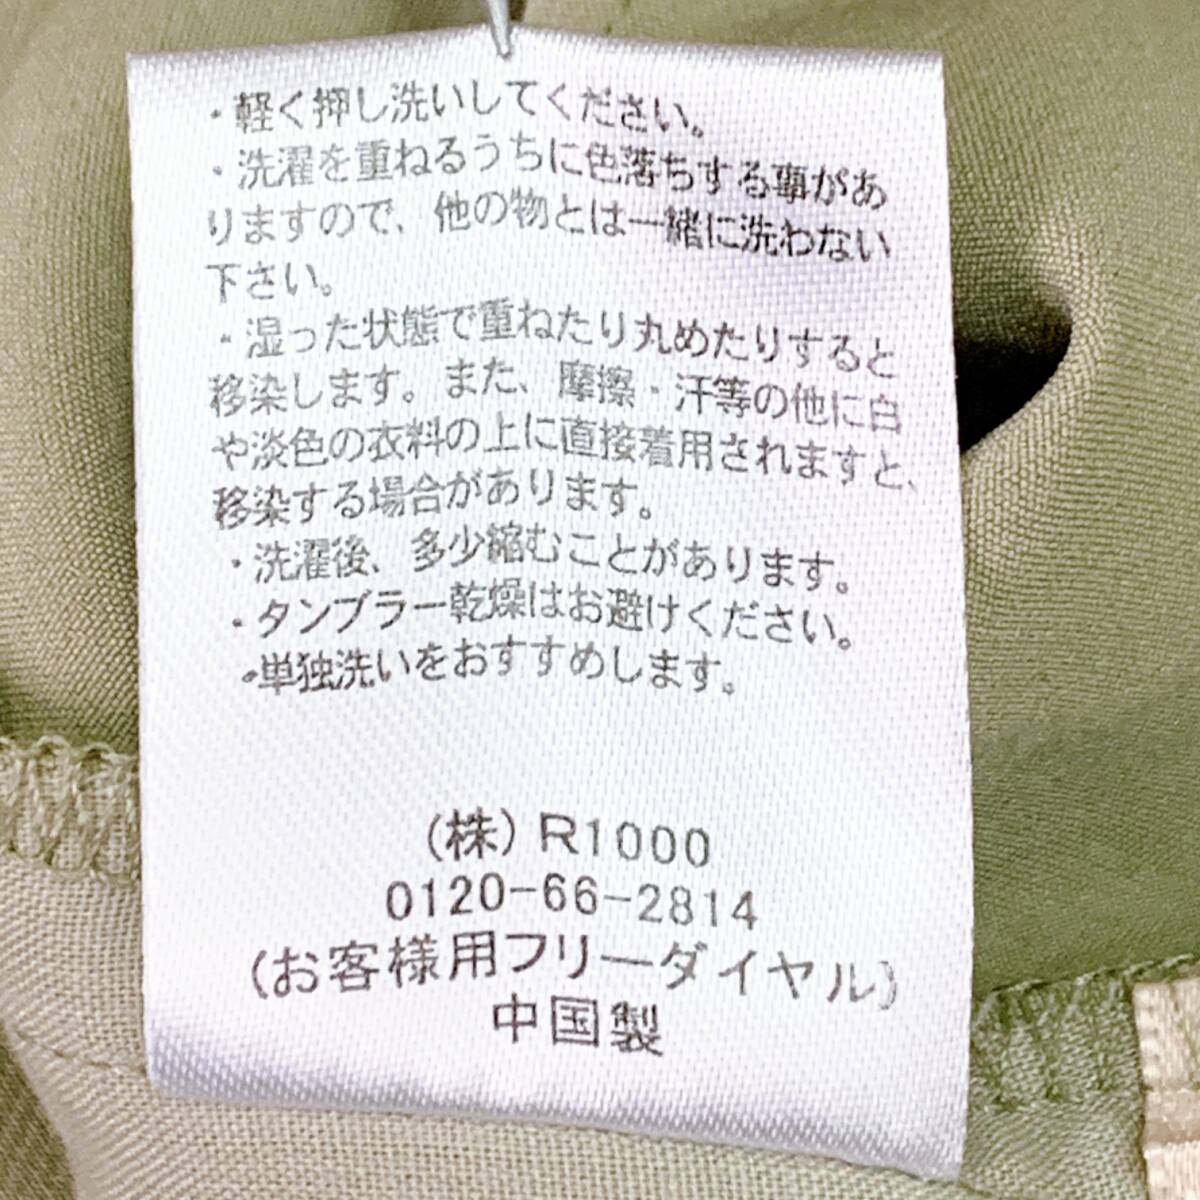 ・軽く押し洗いしてください。
・洗濯を重ねるうちに色落ちする事があ
りますので、他の物とは一緒に洗わない
下さい。
・湿った状態で重ねたり丸めたりすると
移染します。また、摩擦・汗等の他に白
や淡色の衣料の上に直接着用されますと、
移染する場合があります。
・洗濯後、多少縮むことがあります。
・タンブラー乾燥はお避けください。
・単独洗いをおすすめします。
(株)R1000
0120-66-2814
(お客様用フリーダイヤル)
中国製